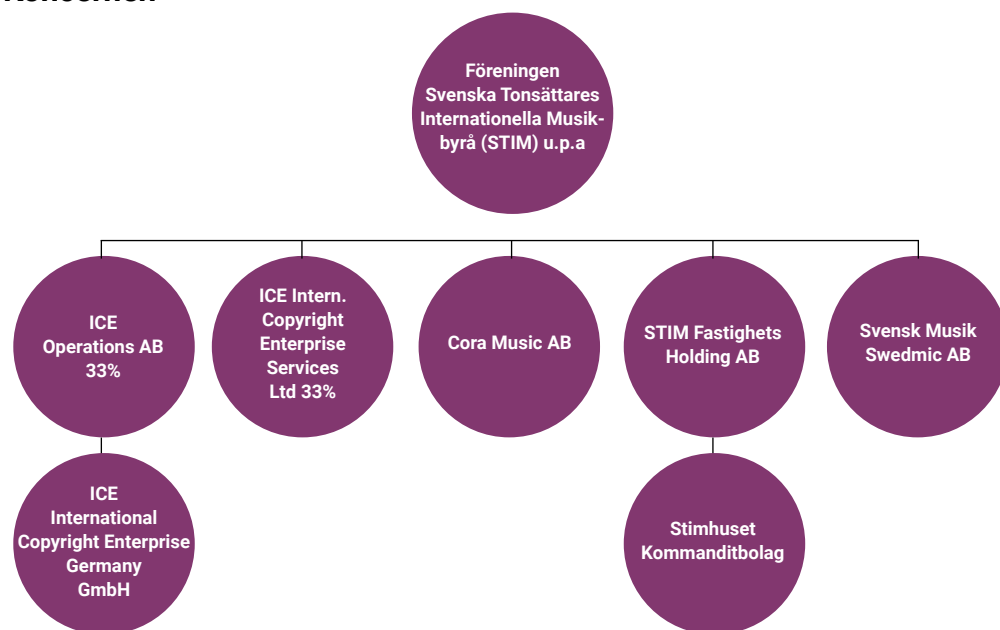 Föreningen
Svenska Tonsättares
Internationella Musik-
byrå (STIM) u.p.a
ICE
Operations AB
33%
ICE Intern.
Copyright
Enterprise
Services
Ltd 33%
Cora Music AB
STIM Fastighets
Holding AB
Svensk Musik
Swedmic AB
ICE
International
Copyright Enterprise
Germany
GmbH
Stimhuset
Kommanditbolag